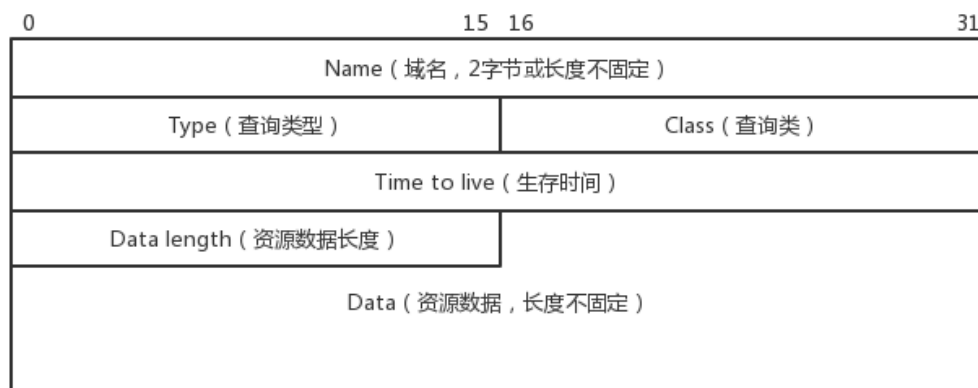 0 15 16 31
Name（域名，2字节或长度不固定）
Type（查询类型） Class（查询类）
Time to live（生存时间）
Data length（资源数据长度）
Data（资源数据，长度不固定）